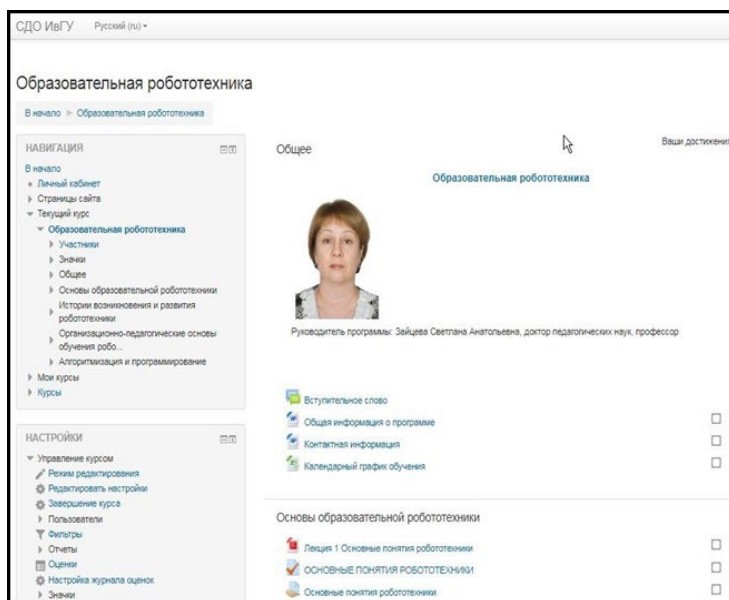 СДО ИвГУ Русский (ru)
Образовательная робототехника
В начало Образовательная робототехника
НАВИГАЦИЯ
В начало
Личный кабинет
Страницы сайта
Текущий курс
Образовательная робототехника
Участники
Значки
Общее
Основы образовательной робототехники
Истории возникновения и развития
робототехники
Организационно-педагогические основы
обучения робо...
Алгоритмизация и программирование
Мои курсы
Курсы
НАСТРОЙКИ
Управление курсом
Режим редактирования
Редактировать настройки
Завершение курса
Пользователи
Фильтры
Отчеты
Оценки
Настройка журнала оценок
Значки
Общее
Ваши достижения
Образовательная робототехника
Руководитель программы: Зайцева Светлана Анатольевна, доктор педагогических наук, профессор
Вступительное слово
Общая информация о программе
Контактная информация
Календарный график обучения
Основы образовательной робототехники
Лекция 1 Основные понятия робототехники
ОСНОВНЫЕ ПОНЯТИЯ РОБОТОТЕХНИКИ
Основные понятия робототехники